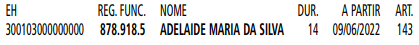 EH REG. FUNC. NOME DUR. A PARTIR ART.
300103000000000 878.918.5 ADELAIDE MARIA DA SILVA 14 09/06/2022 143